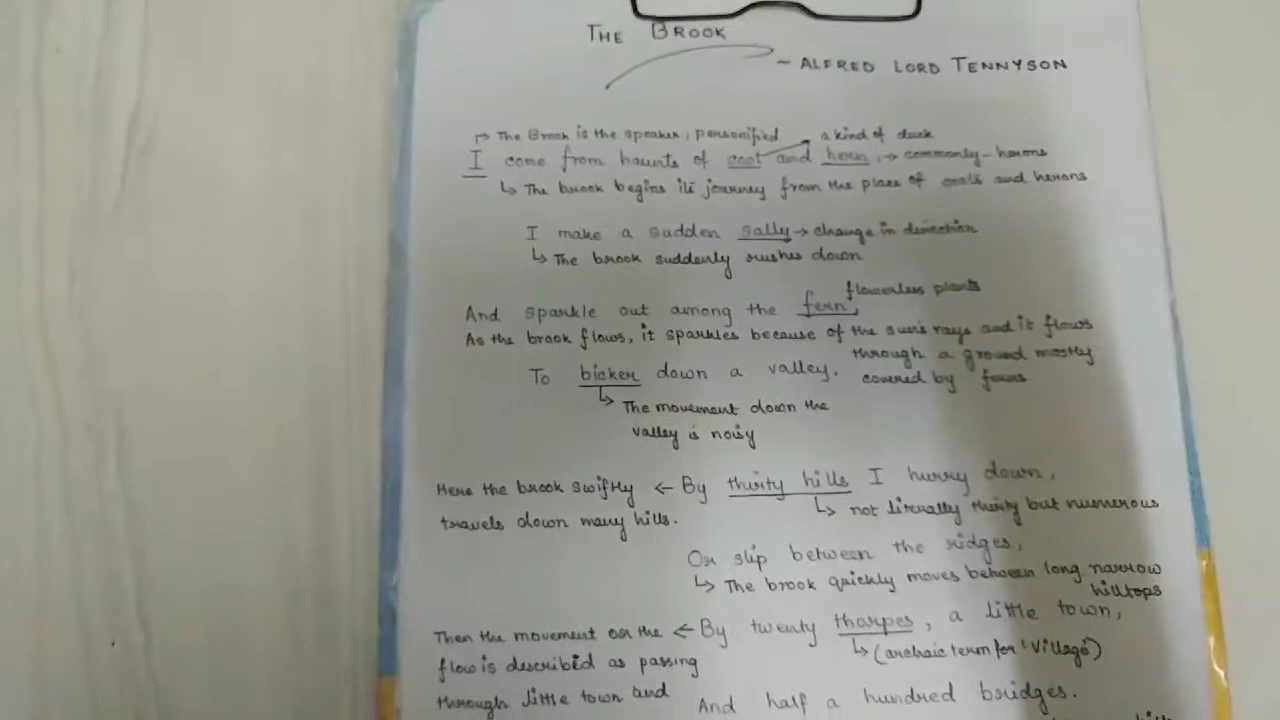 THE BROOK
~ ALFRED LORD TENNYSON
The Brook is the speaker, personified
a kind of duck
I come from haunts of coot and hern, → commonly - herons
↳ The brook begins its journey from the place of coots and herons
I make a sudden sally → change in direction
↳ The brook suddenly rushes down
flowerless plants
And sparkle out among the fern,
As the brook flows, it sparkles because of the sun's rays and it flows
through a ground mostly
covered by ferns
To bicker down a valley.
↳ The movement down the
valley is noisy
Here the brook swiftly ← By thirty hills I hurry down,
travels down many hills.
↳ not literally thirty but numerous
Or slip between the ridges,
↳ The brook quickly moves between long narrow
hilltops
Then the movement or the ← By twenty thorpes, a little town,
flow is described as passing
↳ (archaic term for 'Village')
through little town and
And half a hundred bridges.